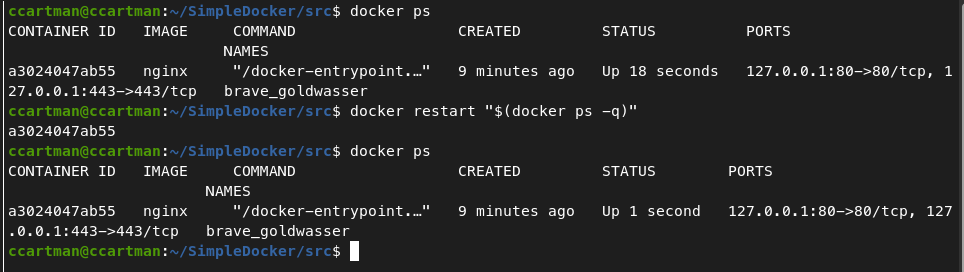 ccartman@ccartman:~/SimpleDocker/src$ docker ps
CONTAINER ID   IMAGE     COMMAND                  CREATED         STATUS          PORTS
                        NAMES
a3024047ab55   nginx     "/docker-entrypoint.…"   9 minutes ago   Up 18 seconds   127.0.0.1:80->80/tcp, 1
27.0.0.1:443->443/tcp   brave_goldwasser
ccartman@ccartman:~/SimpleDocker/src$ docker restart "$(docker ps -q)"
a3024047ab55
ccartman@ccartman:~/SimpleDocker/src$ docker ps
CONTAINER ID   IMAGE     COMMAND                  CREATED         STATUS        PORTS
                      NAMES
a3024047ab55   nginx     "/docker-entrypoint.…"   9 minutes ago   Up 1 second   127.0.0.1:80->80/tcp, 127
.0.0.1:443->443/tcp   brave_goldwasser
ccartman@ccartman:~/SimpleDocker/src$